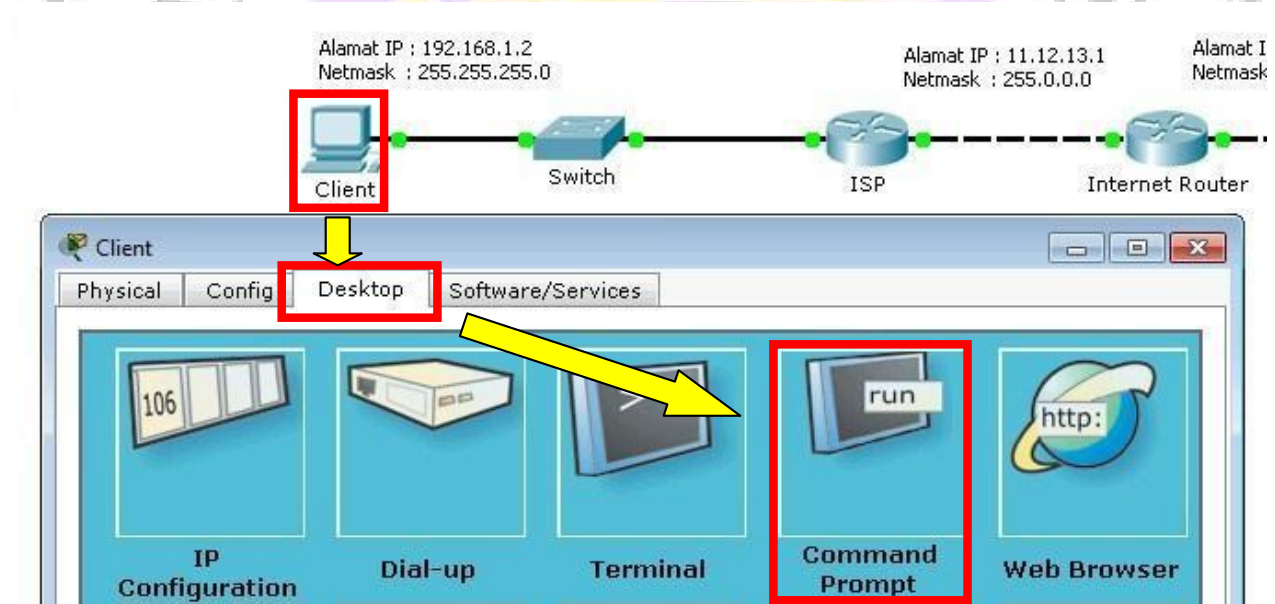 Alamat IP : 192.168.1.2
Netmask : 255.255.255.0
Alamat IP : 11.12.13.1
Netmask : 255.0.0.0
Alamat I
Netmask
Client
Switch
ISP
Internet Router
Client
Physical Config Desktop Software/Services
106
run
http:
IP
Configuration
Dial-up
Terminal
Command
Prompt
Web Browser